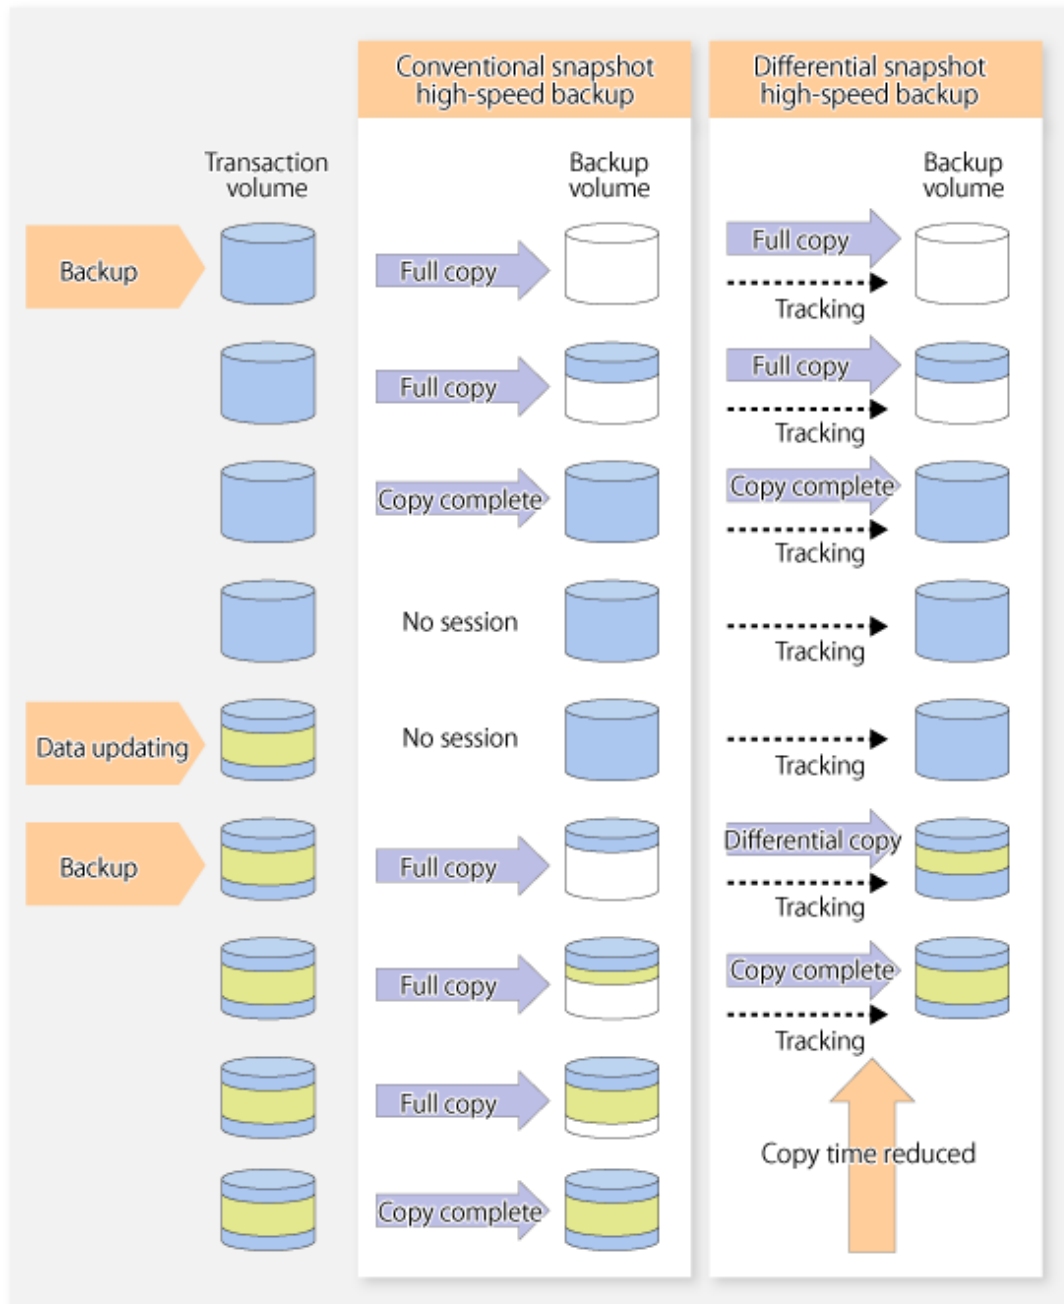 Conventional snapshot
high-speed backup
Differential snapshot
high-speed backup
Transaction
volume
Backup
volume
Backup
volume
Backup
Full copy
Full copy
Tracking
Full copy
Full copy
Tracking
Copy complete
Copy complete
Tracking
No session
Tracking
Data updating
No session
Tracking
Backup
Full copy
Differential copy
Tracking
Full copy
Copy complete
Tracking
Full copy
Copy time reduced
Copy complete